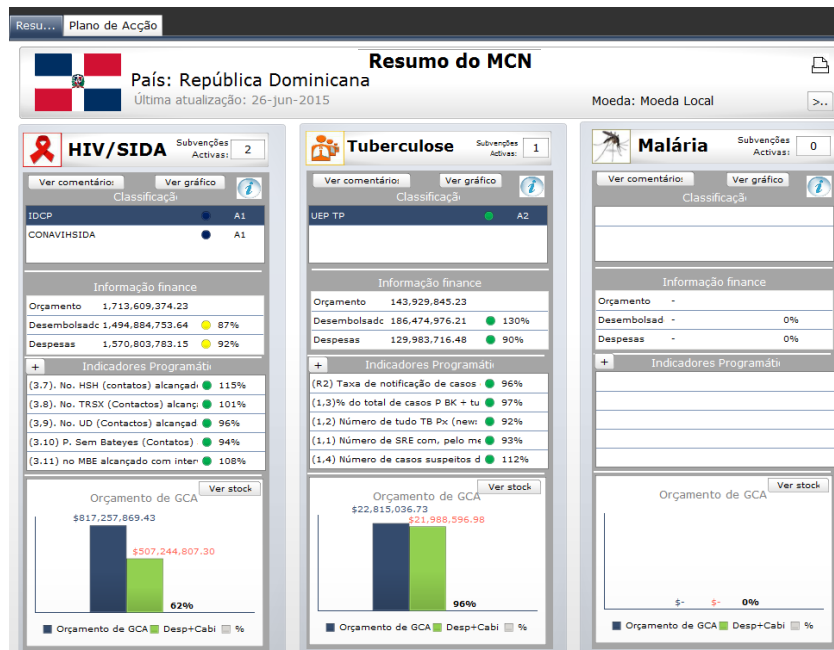 Resu... Plano de Acção
Resumo do MCN
País: República Dominicana
Última atualização: 26-jun-2015
Moeda: Moeda Local
>..
HIV/SIDA
Subvenções
Activas: 2
Ver comentário: Ver gráfico
Classificaçã
IDCP A1
CONAVIHSIDA A1
Informação finance
Orçamento 1,713,609,374.23
Desembolsadc 1,494,884,753.64 87%
Despesas 1,570,803,783.15 92%
+ Indicadores Programáti
(3.7). No. HSH (contatos) alcançad 115%
(3.8). No. TRSX (Contactos) alcanç 101%
(3,9). No. UD (Contactos) alcançad 96%
(3.10) P. Sem Bateyes (Contatos) 94%
(3.11) no MBE alcançado com inter 108%
Ver stock
Orçamento de GCA
$817,257,869.43
$507,244,807.30
62%
Orçamento de GCA Desp+Cabi %
Tuberculose
Subvenções
Activas: 1
Ver comentário: Ver gráfico
Classificaçã
UEP TP A2
Informação finance
Orçamento 143,929,845.23
Desembolsadc 186,474,976.21 130%
Despesas 129,983,716.48 90%
+ Indicadores Programáti
(R2) Taxa de notificação de casos 96%
(1,3)% do total de casos P BK + tu 97%
(1,2) Número de tudo TB Px (new: 92%
(1,1) Número de SRE com, pelo me 93%
(1,4) Número de casos suspeitos d 112%
Ver stock
Orçamento de GCA
$22,815,036.73
$21,988,596.98
96%
Orçamento de GCA Desp+Cabi %
Malária
Subvenções
Activas: 0
Ver comentário: Ver gráfico
Classificaçã
Informação finance
Orçamento -
Desembolsad - 0%
Despesas - 0%
+ Indicadores Programáti
Ver stock
Orçamento de GCA
$- $- 0%
Orçamento de GCA Desp+Cabi %